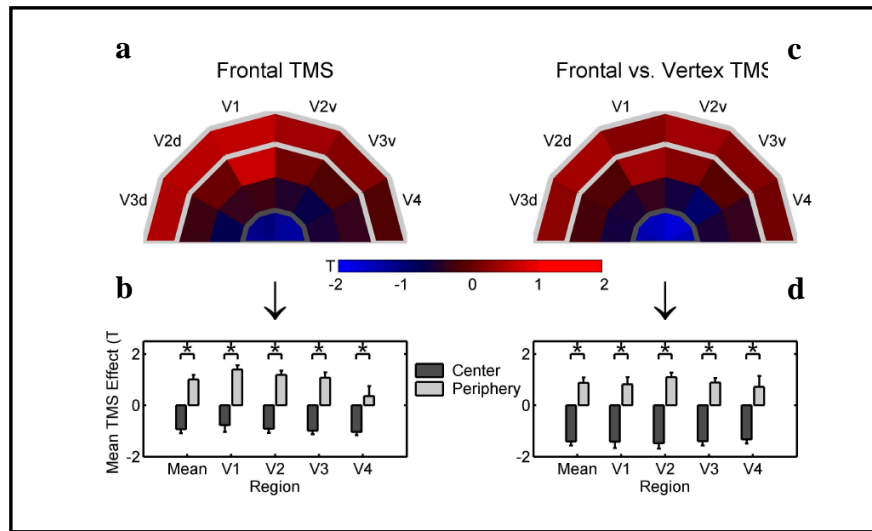 a
c
Frontal TMS
Frontal vs. Vertex TMS
V1
V2v
V2d
V3v
V3d
V4
V1
V2v
V2d
V3v
V3d
V4
T
-2
-1
0
1
2
b
d
Mean TMS Effect (T
2
0
-2
* * * * *
Mean V1 V2 V3 V4
Region
Center
Periphery
2
0
-2
* * * * *
Mean V1 V2 V3 V4
Region